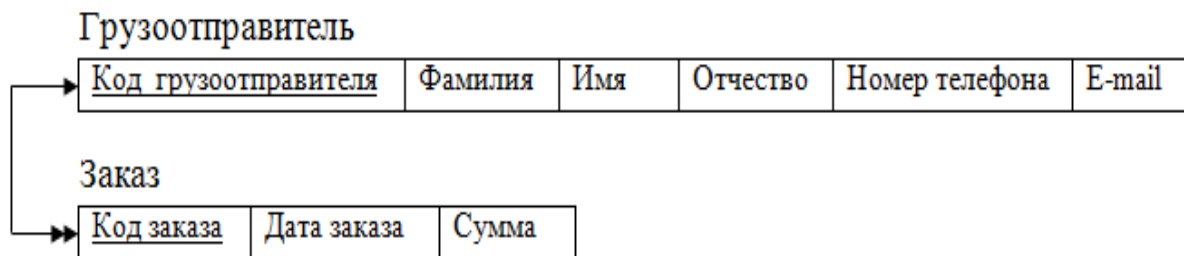 Грузоотправитель
Код грузоотправителя Фамилия Имя Отчество Номер телефона E-mail
Заказ
Код заказа Дата заказа Сумма